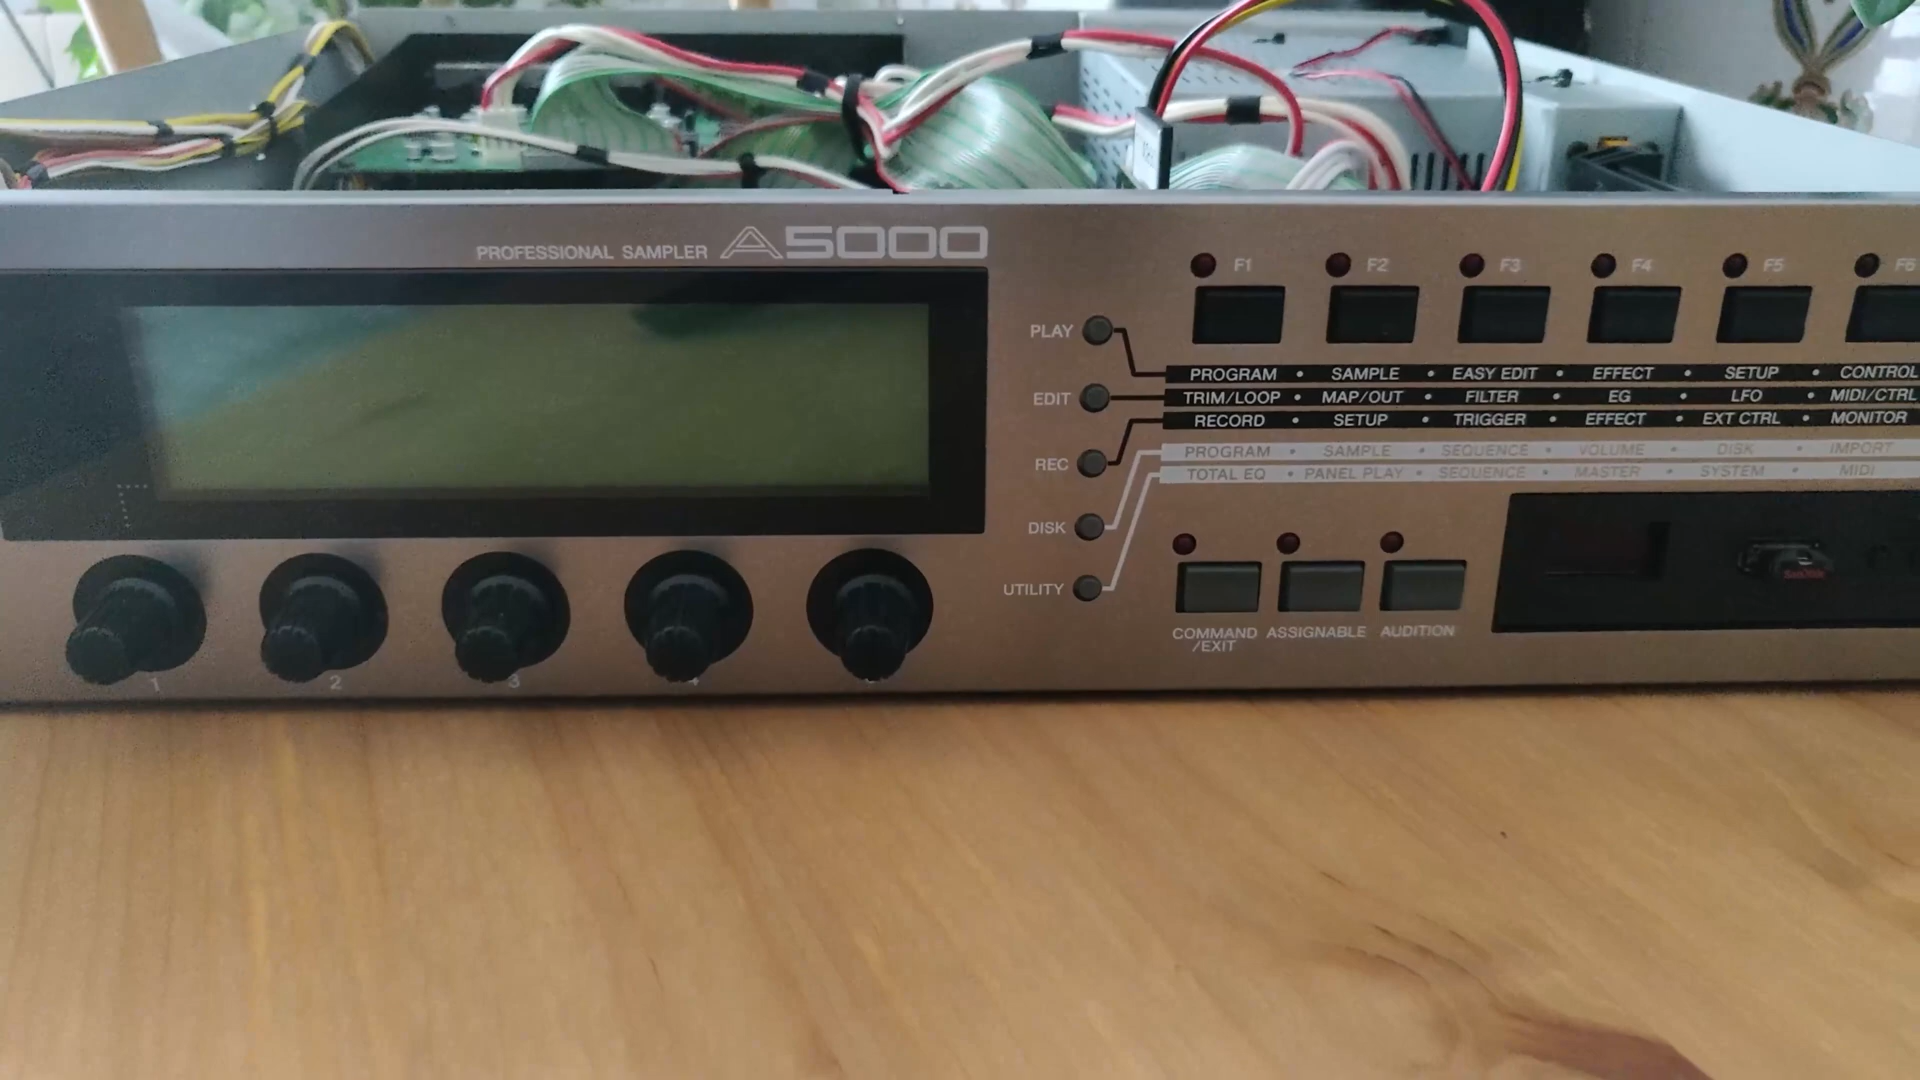 PROFESSIONAL SAMPLER A5000
F1 F2 F3 F4 F5 F6
PLAY
PROGRAM • SAMPLE • EASY EDIT • EFFECT • SETUP • CONTROL
EDIT
TRIM/LOOP • MAP/OUT • FILTER • EG • LFO • MIDI/CTRL
RECORD • SETUP • TRIGGER • EFFECT • EXT CTRL • MONITOR
REC
PROGRAM • SAMPLE • SEQUENCE • VOLUME • DISK • IMPORT
TOTAL EQ • PANEL PLAY • SEQUENCE • MASTER • SYSTEM • MIDI
DISK
UTILITY
COMMAND
/EXIT
ASSIGNABLE
AUDITION
SanDisk
1 2 3 4